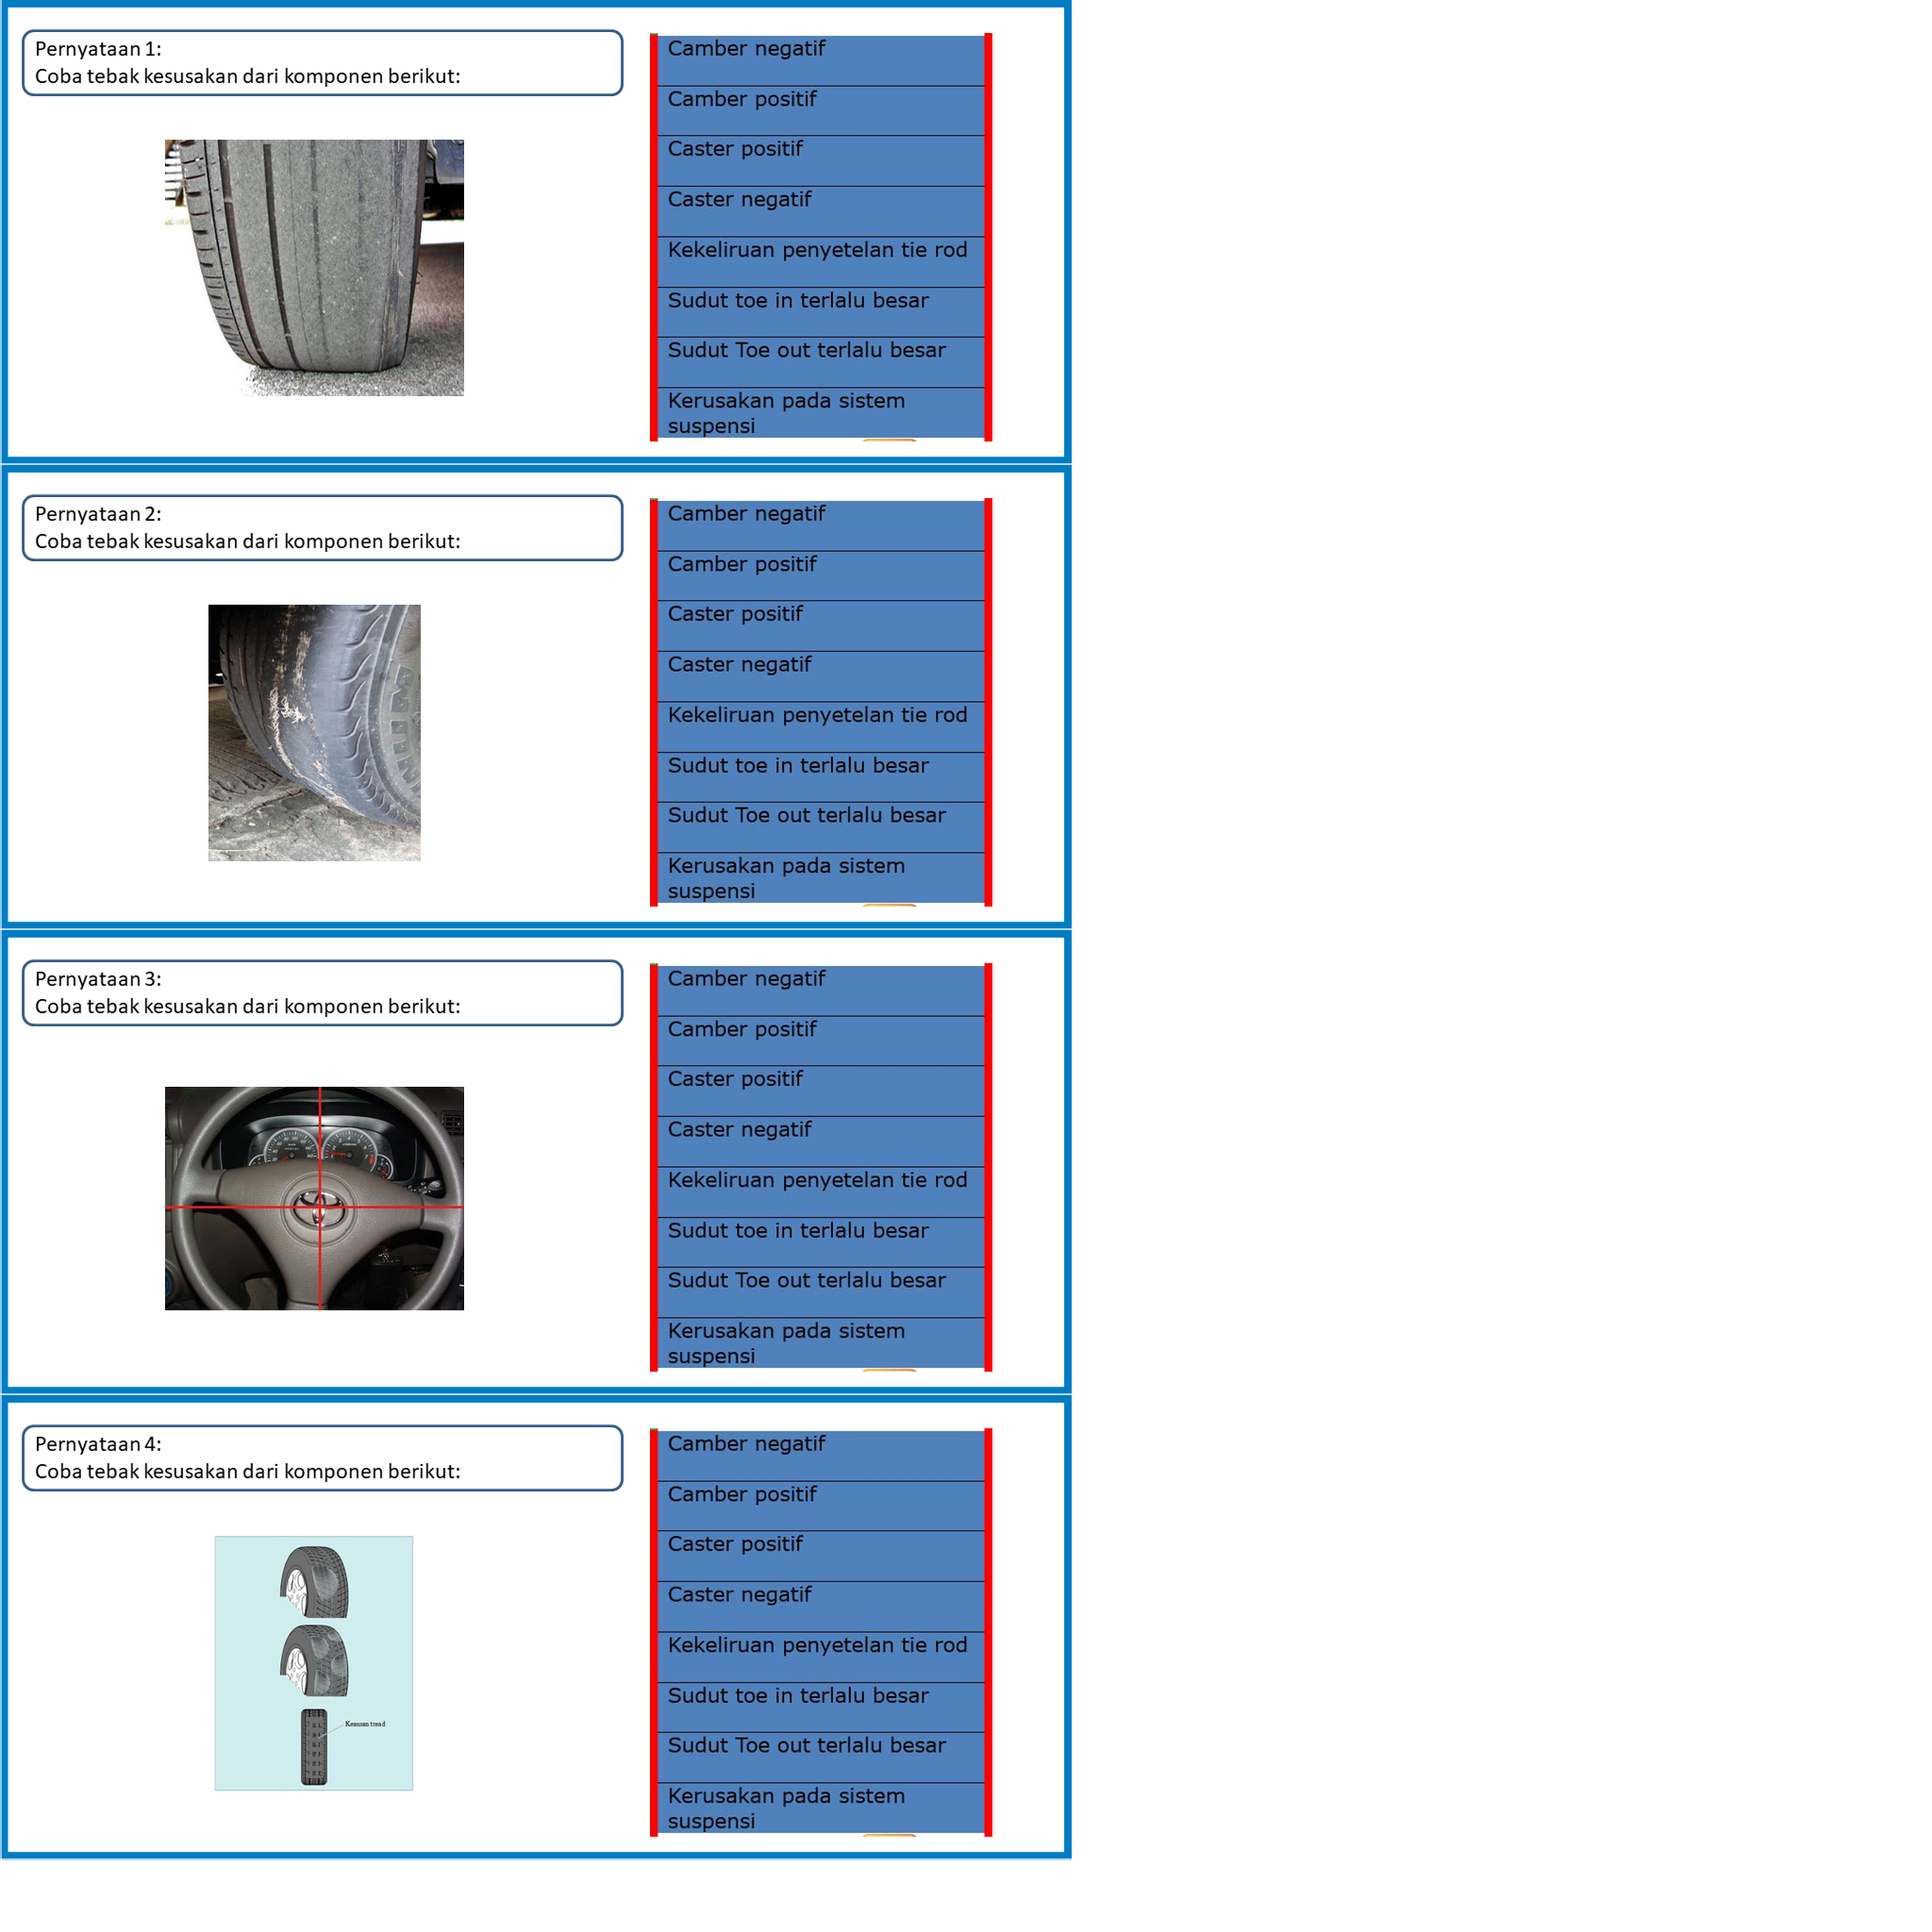 Pernyataan 1:
Coba tebak kesusakan dari komponen berikut:
Camber negatif
Camber positif
Caster positif
Caster negatif
Kekeliruan penyetelan tie rod
Sudut toe in terlalu besar
Sudut Toe out terlalu besar
Kerusakan pada sistem
suspensi
Pernyataan 2:
Coba tebak kesusakan dari komponen berikut:
Camber negatif
Camber positif
Caster positif
Caster negatif
Kekeliruan penyetelan tie rod
Sudut toe in terlalu besar
Sudut Toe out terlalu besar
Kerusakan pada sistem
suspensi
Pernyataan 3:
Coba tebak kesusakan dari komponen berikut:
Camber negatif
Camber positif
Caster positif
Caster negatif
Kekeliruan penyetelan tie rod
Sudut toe in terlalu besar
Sudut Toe out terlalu besar
Kerusakan pada sistem
suspensi
Pernyataan 4:
Coba tebak kesusakan dari komponen berikut:
Kesusan tread
Camber negatif
Camber positif
Caster positif
Caster negatif
Kekeliruan penyetelan tie rod
Sudut toe in terlalu besar
Sudut Toe out terlalu besar
Kerusakan pada sistem
suspensi